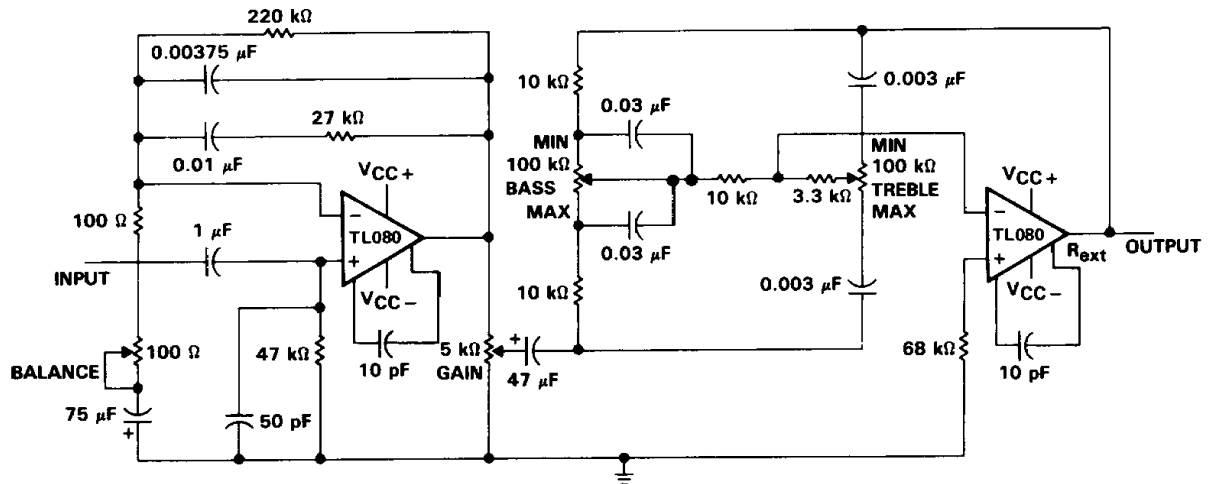 220 kΩ
0.00375 μF
27 kΩ
0.01 μF
100 Ω
1 μF
INPUT
VCC+
TL080
−
+
VCC−
10 pF
100 Ω
BALANCE
75 μF
+
47 kΩ
50 pF
5 kΩ
GAIN
+
47 μF
10 kΩ
0.03 μF
MIN
100 kΩ
BASS
MAX
0.03 μF
10 kΩ
10 kΩ
3.3 kΩ
0.003 μF
MIN
100 kΩ
TREBLE
MAX
0.003 μF
VCC+
−
TL080
+
VCC−
Rext
OUTPUT
68 kΩ
10 pF